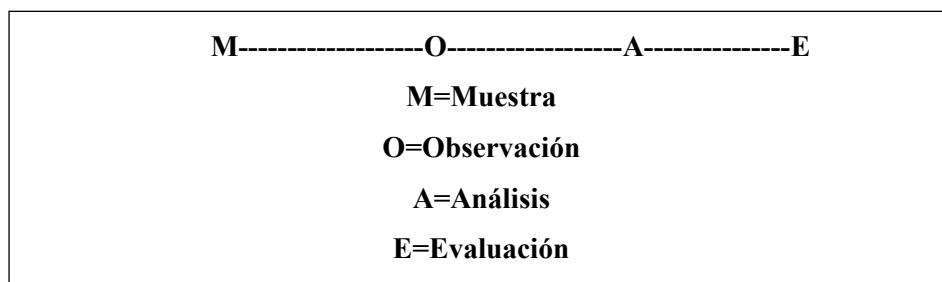 M-------------------O------------------A---------------E
M=Muestra
O=Observación
A=Análisis
E=Evaluación